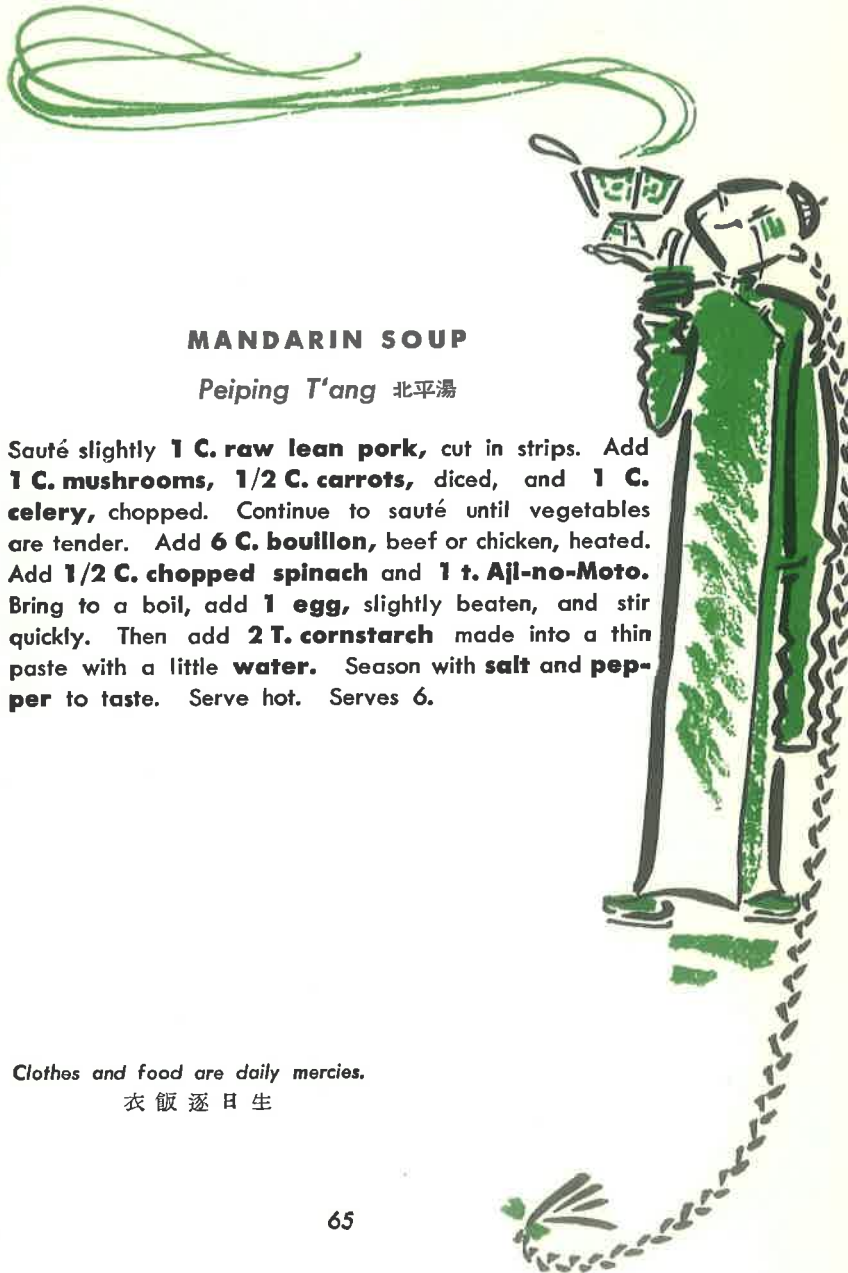 MANDARIN SOUP
Peiping T'ang 北平湯
Sauté slightly 1 C. raw lean pork, cut in strips. Add
1 C. mushrooms, 1/2 C. carrots, diced, and 1 C.
celery, chopped. Continue to sauté until vegetables
are tender. Add 6 C. bouillon, beef or chicken, heated.
Add 1/2 C. chopped spinach and 1 t. Aji-no-Moto.
Bring to a boil, add 1 egg, slightly beaten, and stir
quickly. Then add 2 T. cornstarch made into a thin
paste with a little water. Season with salt and pep-
per to taste. Serve hot. Serves 6.
Clothes and food are daily mercies.
衣飯逐日生
65